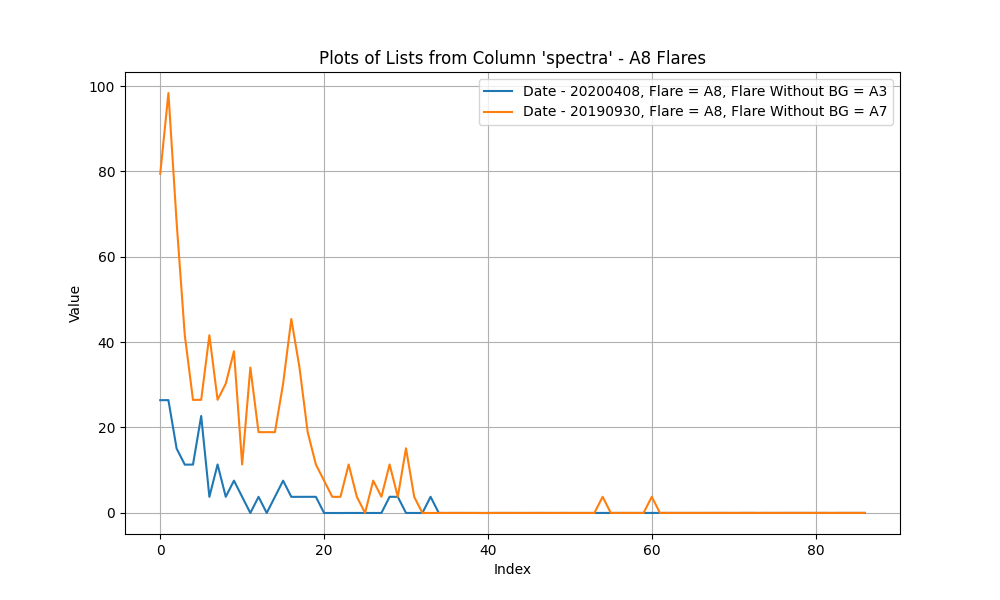 Plots of Lists from Column 'spectra' - A8 Flares
Date - 20200408, Flare = A8, Flare Without BG = A3
Date - 20190930, Flare = A8, Flare Without BG = A7
100
80
60
40
20
0
Value
0 20 40 60 80
Index